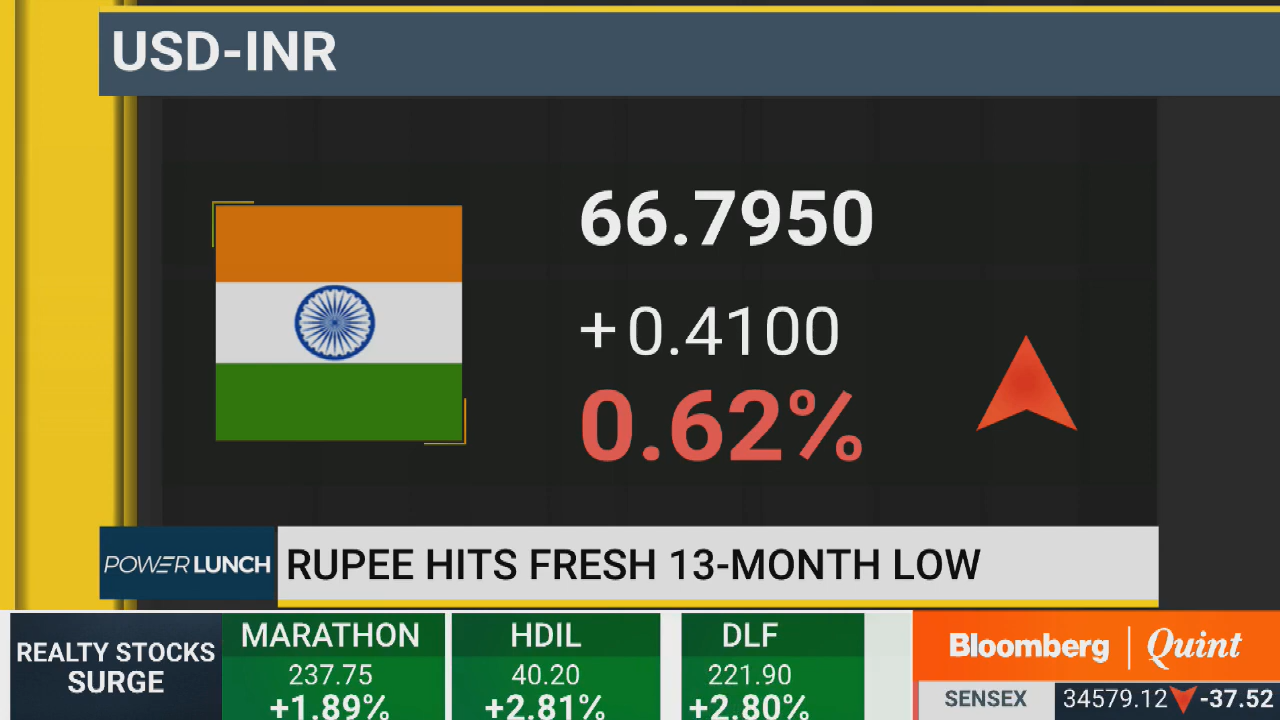 USD-INR
66.7950
+0.4100
0.62%
POWER LUNCH
RUPEE HITS FRESH 13-MONTH LOW
REALTY STOCKS
SURGE
MARATHON
237.75
+1.89%
HDIL
40.20
+2.81%
DLF
221.90
+2.80%
Bloomberg | Quint
SENSEX
34579.12 -37.52